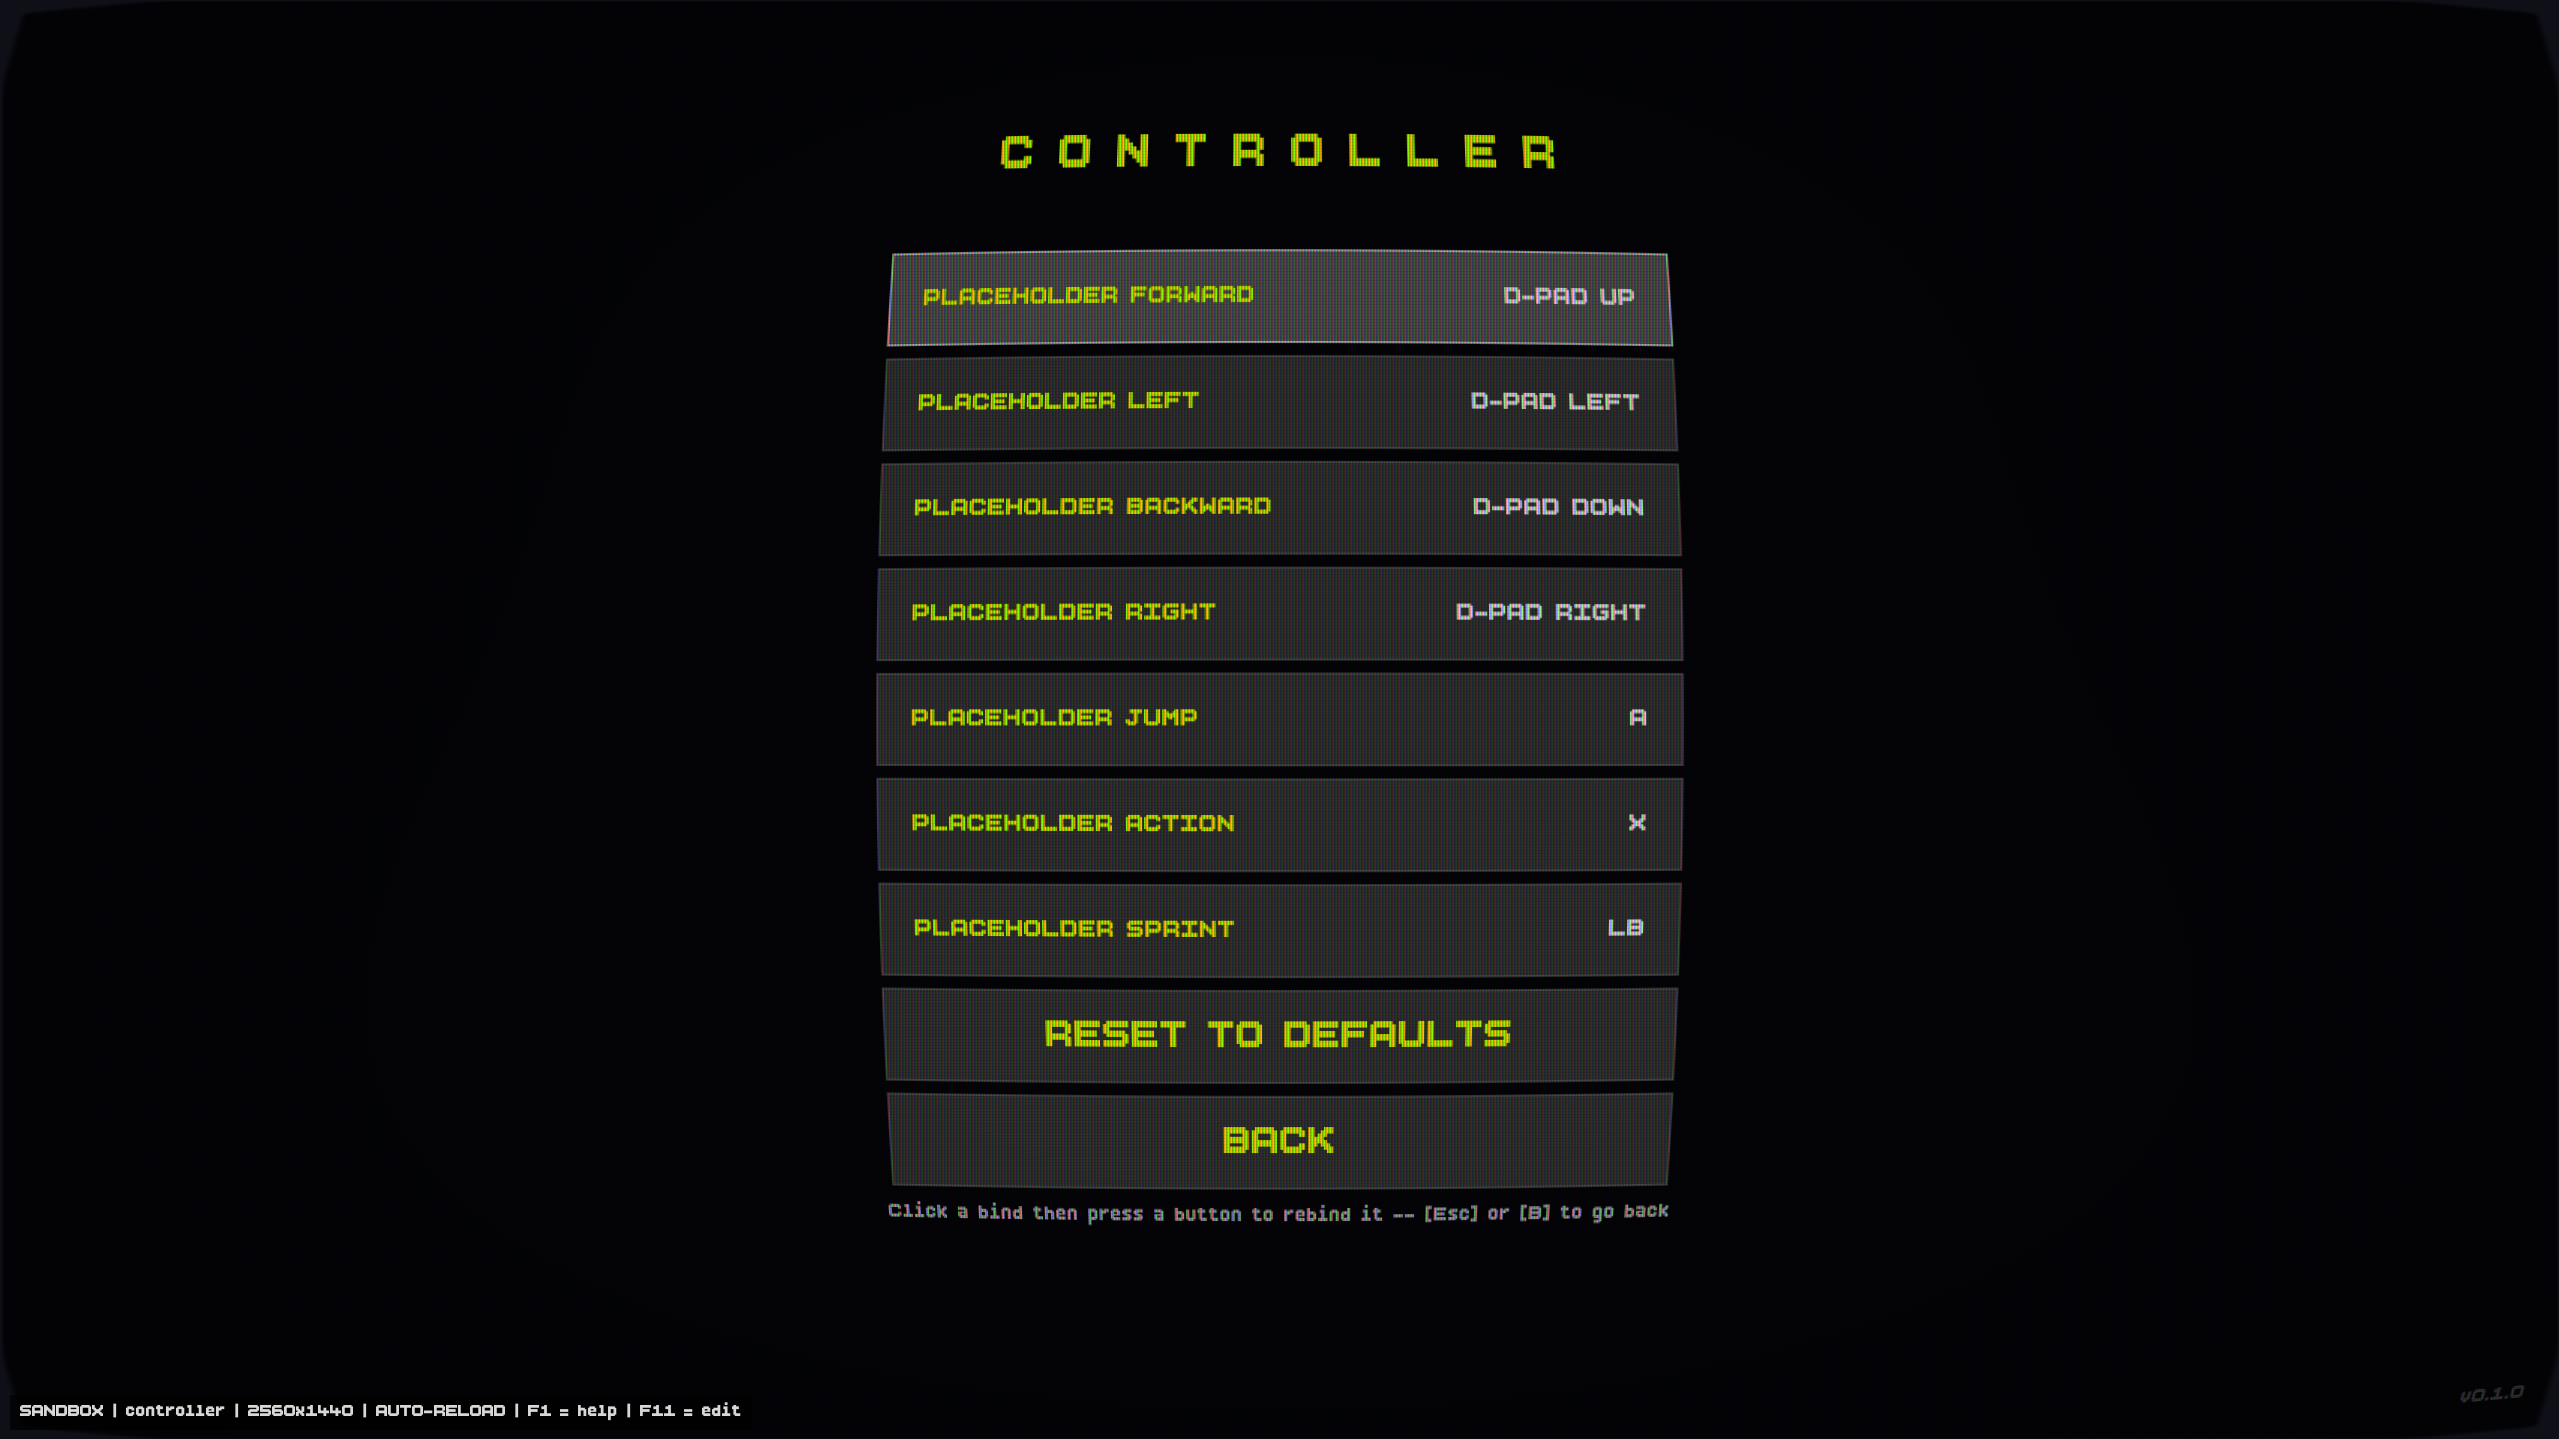 CONTROLLER
PLACEHOLDER FORWARD D-PAD UP
PLACEHOLDER LEFT D-PAD LEFT
PLACEHOLDER BACKWARD D-PAD DOWN
PLACEHOLDER RIGHT D-PAD RIGHT
PLACEHOLDER JUMP A
PLACEHOLDER ACTION X
PLACEHOLDER SPRINT LB
RESET TO DEFAULTS
BACK
Click a bind then press a button to rebind it -- [Esc] or [B] to go back
SANDBOX | controller | 2560x1440 | AUTO-RELOAD | F1 = help | F11 = edit
v0.1.0